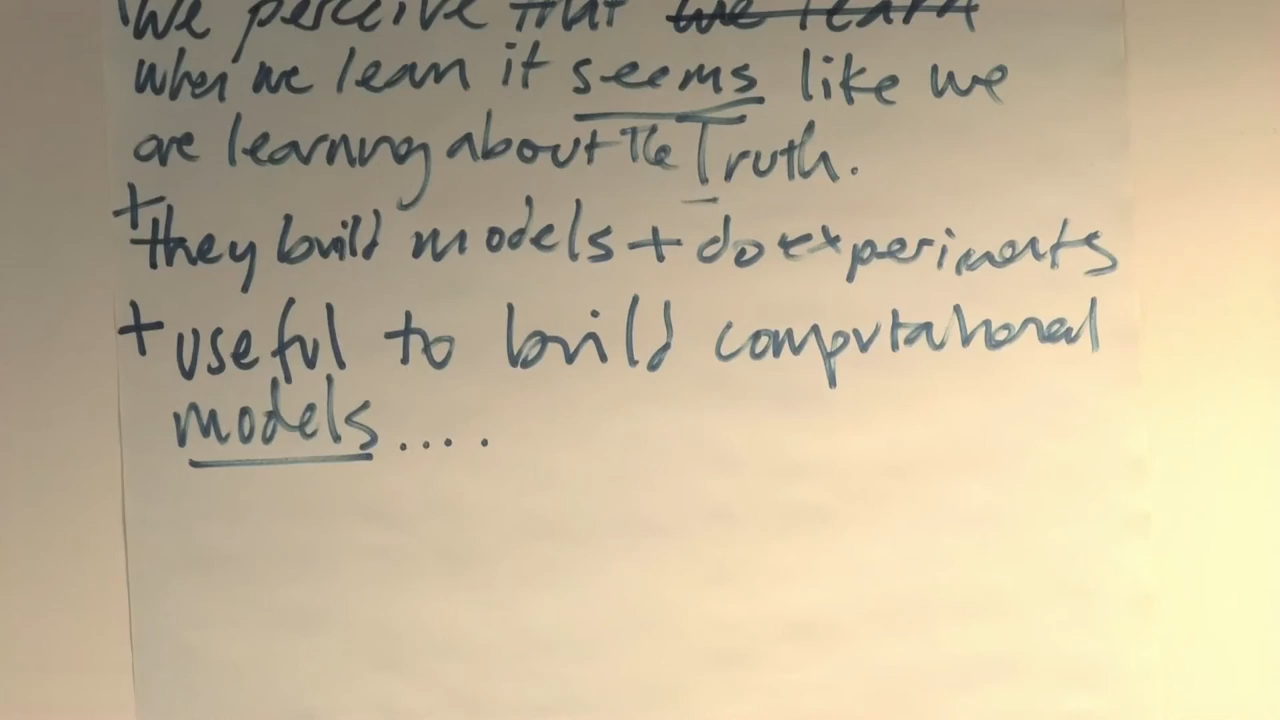 We perceive that we learn
when we lean it seems like we
are learning about the Truth.
+ they build models + do experiments
+ useful to build computational
models....